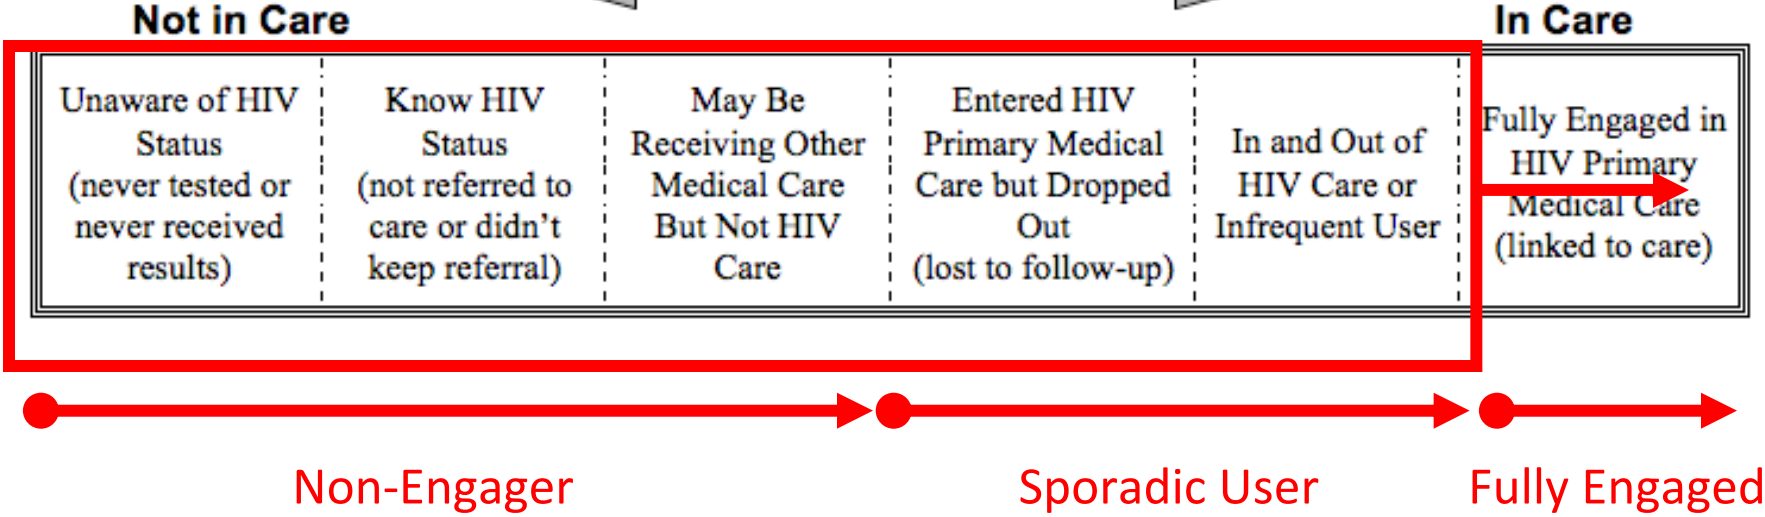 Not in Care
In Care
Unaware of HIV
Status
(never tested or
never received
results)
Know HIV
Status
(not referred to
care or didn’t
keep referral)
May Be
Receiving Other
Medical Care
But Not HIV
Care
Entered HIV
Primary Medical
Care but Dropped
Out
(lost to follow-up)
In and Out of
HIV Care or
Infrequent User
Fully Engaged in
HIV Primary
Medical Care
(linked to care)
Non-Engager
Sporadic User
Fully Engaged